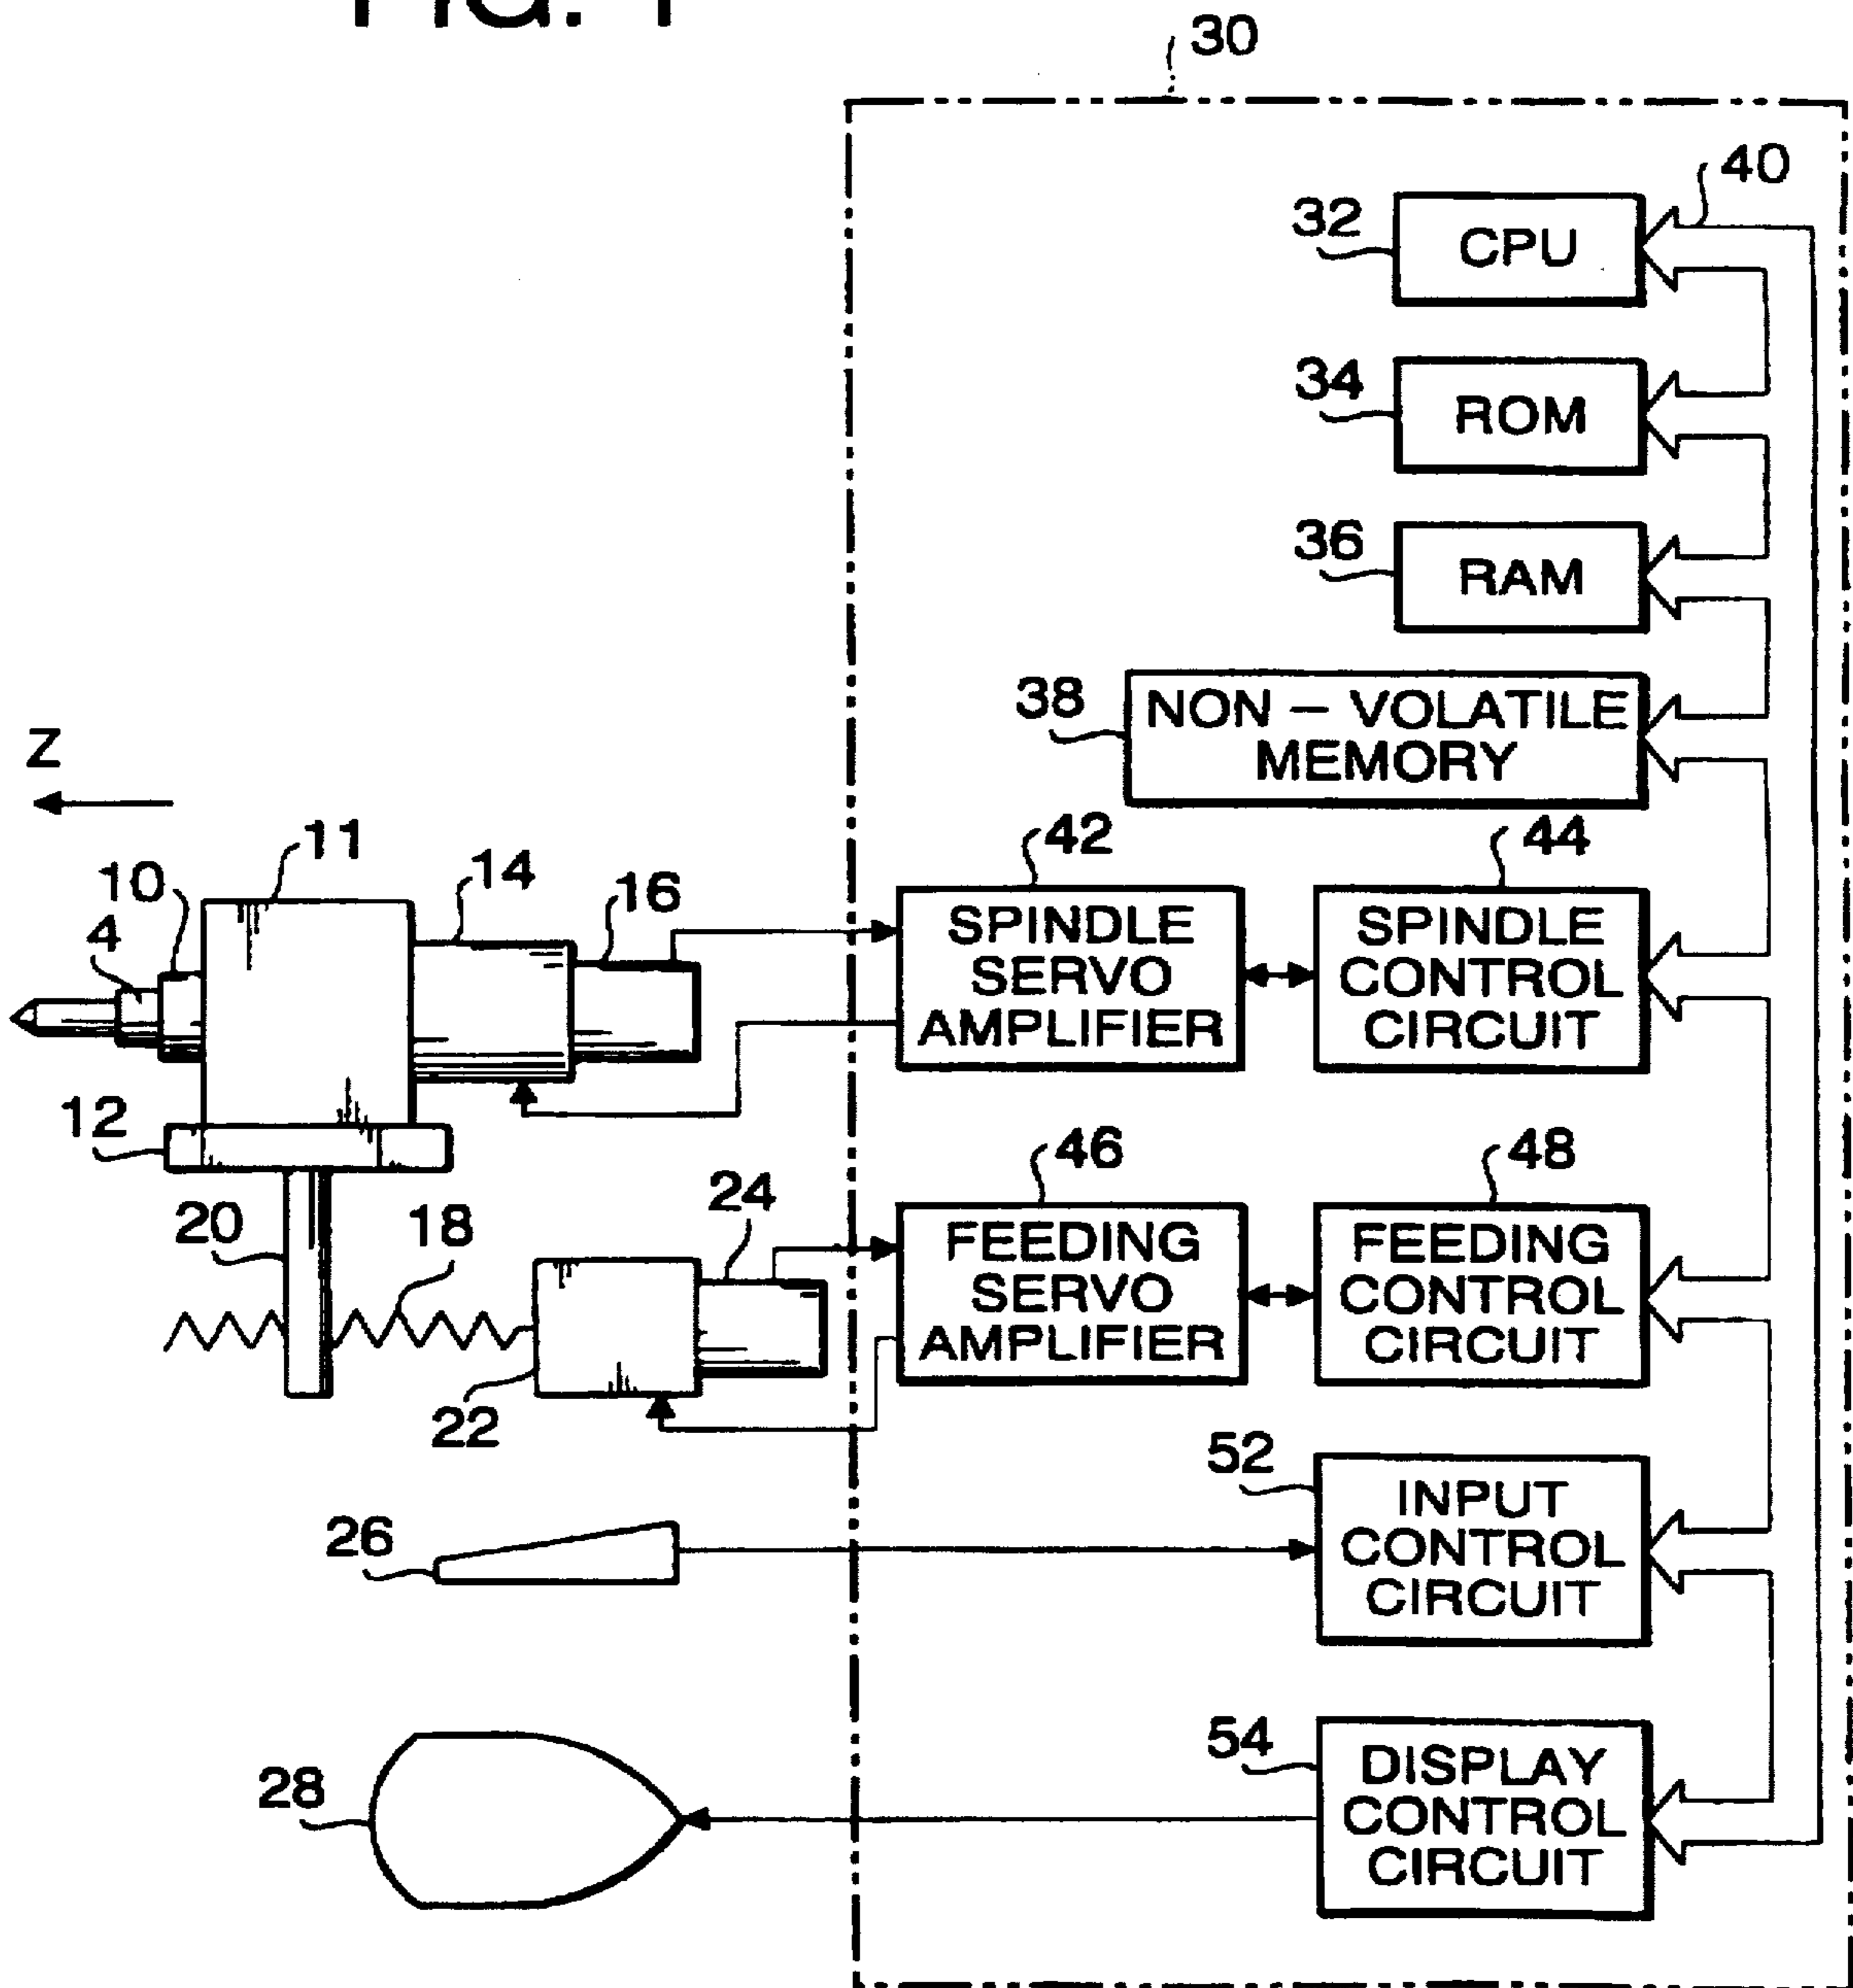 FIG. 1
30
40
32
CPU
34
ROM
36
RAM
38
NON – VOLATILE
MEMORY
Z
11
10
14
16
4
42
44
SPINDLE
SERVO
AMPLIFIER
SPINDLE
CONTROL
CIRCUIT
12
20
18
24
46
48
FEEDING
SERVO
AMPLIFIER
FEEDING
CONTROL
CIRCUIT
22
52
26
INPUT
CONTROL
CIRCUIT
54
28
DISPLAY
CONTROL
CIRCUIT